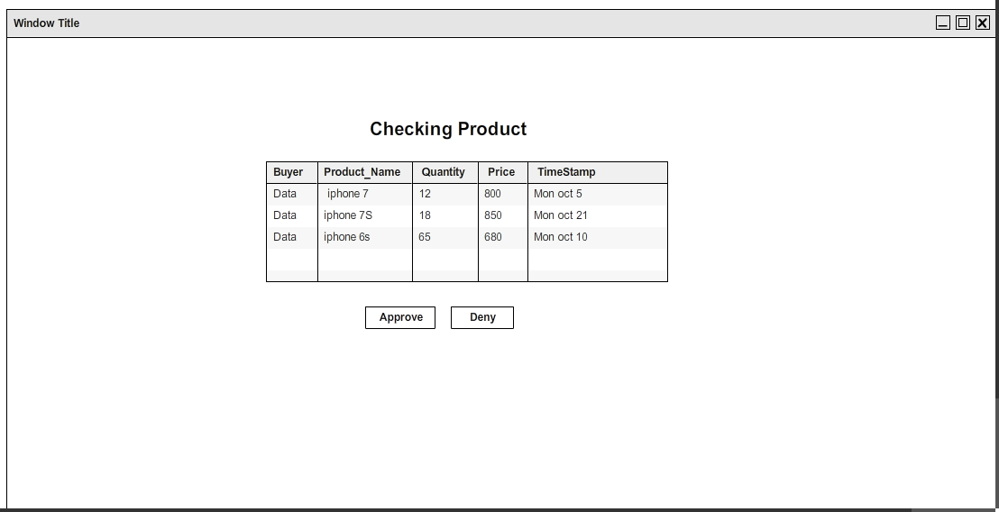 Window Title
Checking Product
Buyer Product_Name Quantity Price TimeStamp
Data iphone 7 12 800 Mon oct 5
Data iphone 7S 18 850 Mon oct 21
Data iphone 6s 65 680 Mon oct 10
Approve Deny